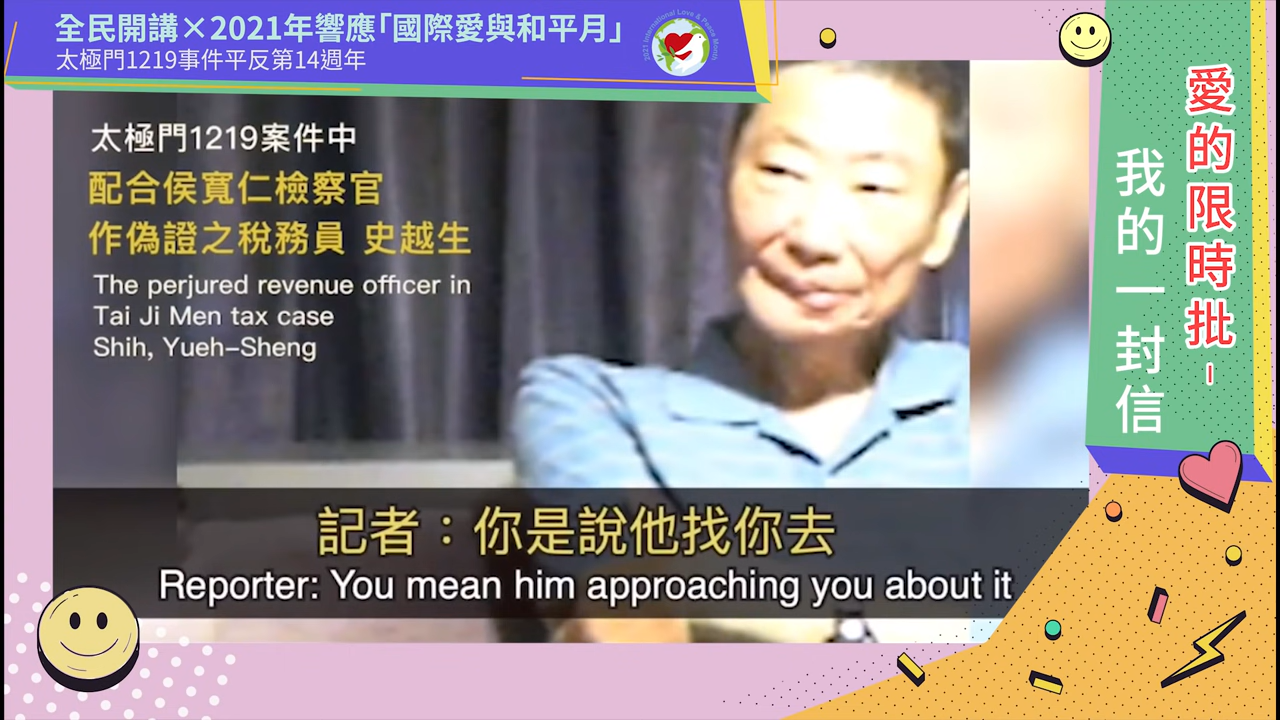 全民開講×2021年響應「國際愛與和平月」
太極門1219事件平反第14週年
2021 International Love & Peace Month
愛的限時批-
我的一封信
太極門1219案件中
配合侯寬仁檢察官
作偽證之稅務員 史越生
The perjured revenue officer in
Tai Ji Men tax case
Shih, Yueh-Sheng
記者：你是說他找你去
Reporter: You mean him approaching you about it